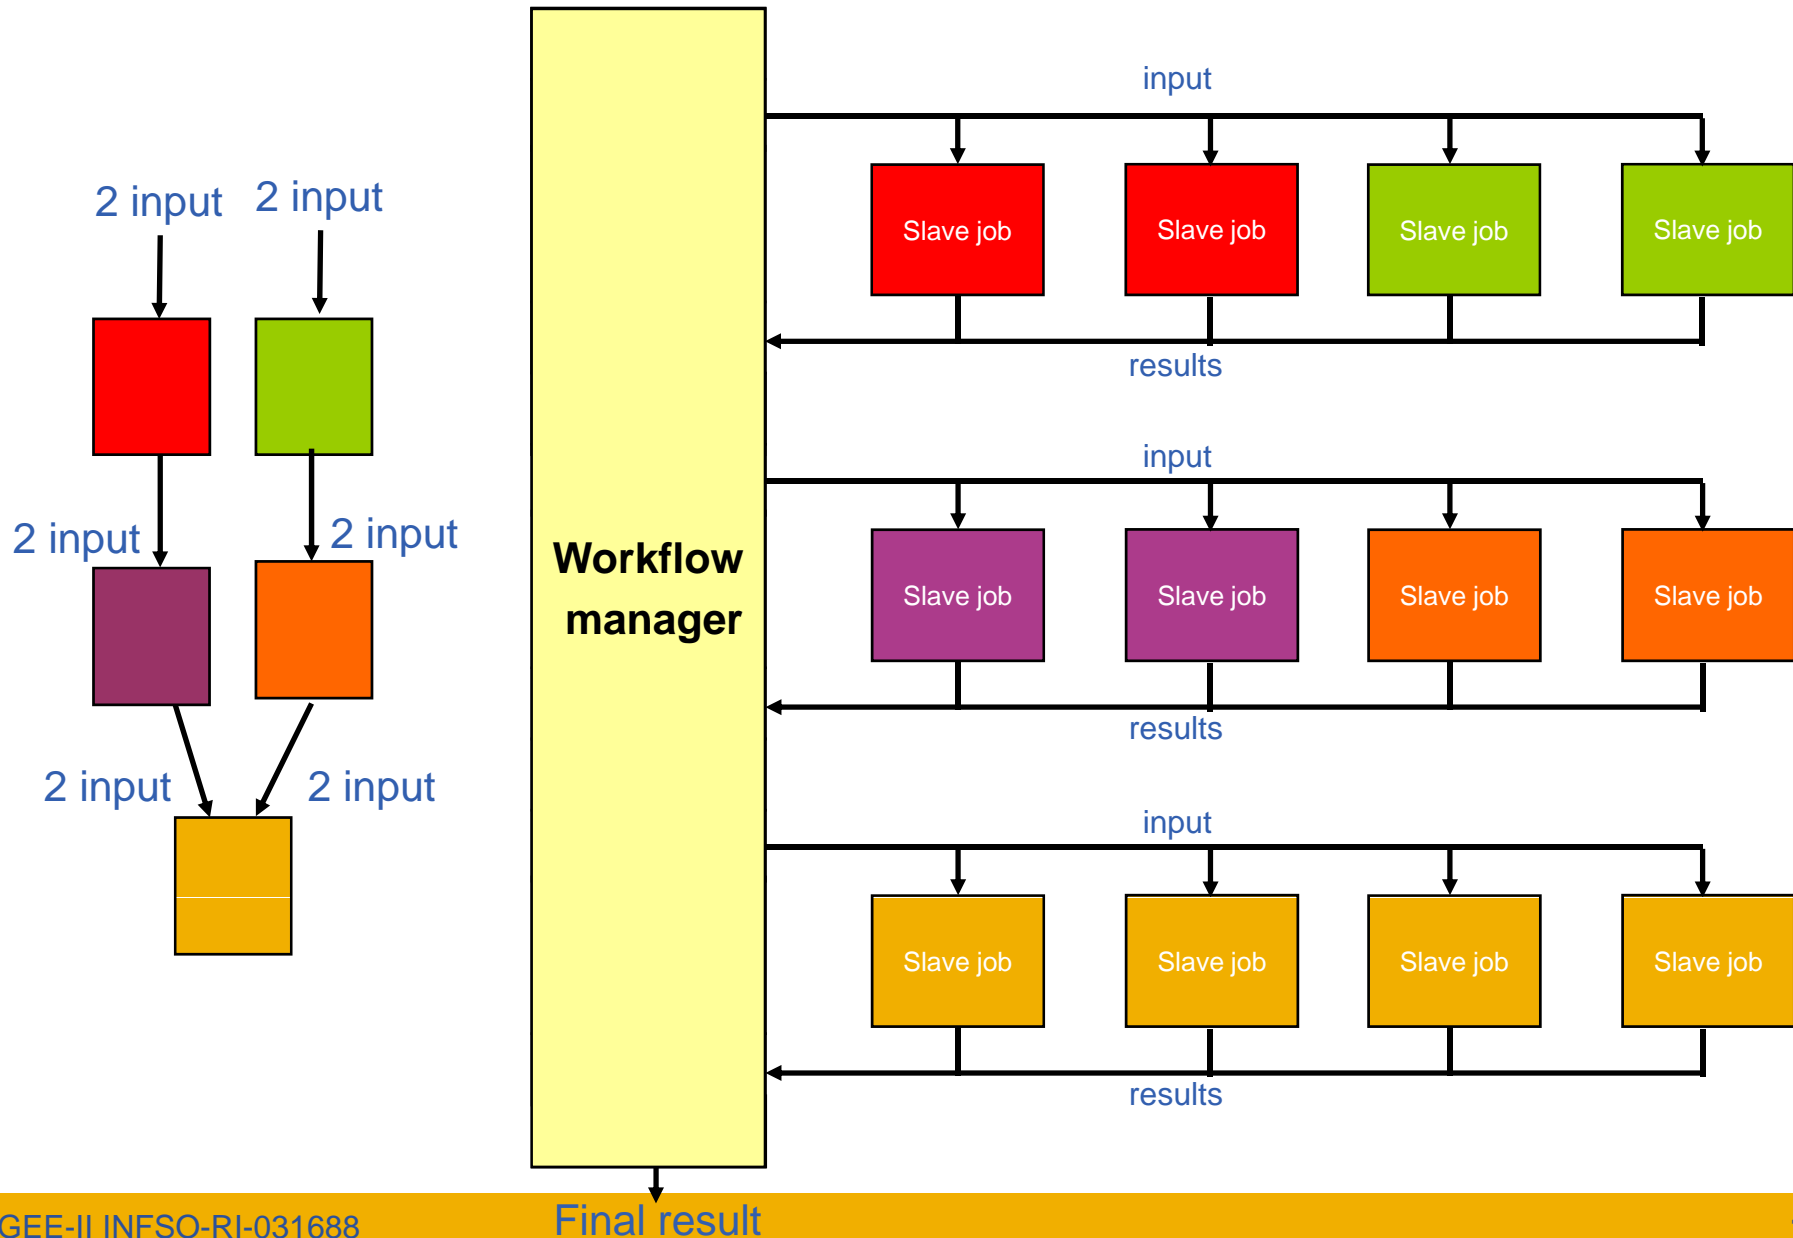 2 input
2 input
2 input
2 input
2 input
2 input
Workflow
manager
input
Slave job
Slave job
Slave job
Slave job
results
input
Slave job
Slave job
Slave job
Slave job
results
input
Slave job
Slave job
Slave job
Slave job
results
Final result
GEE-II INFSO-RI-031688